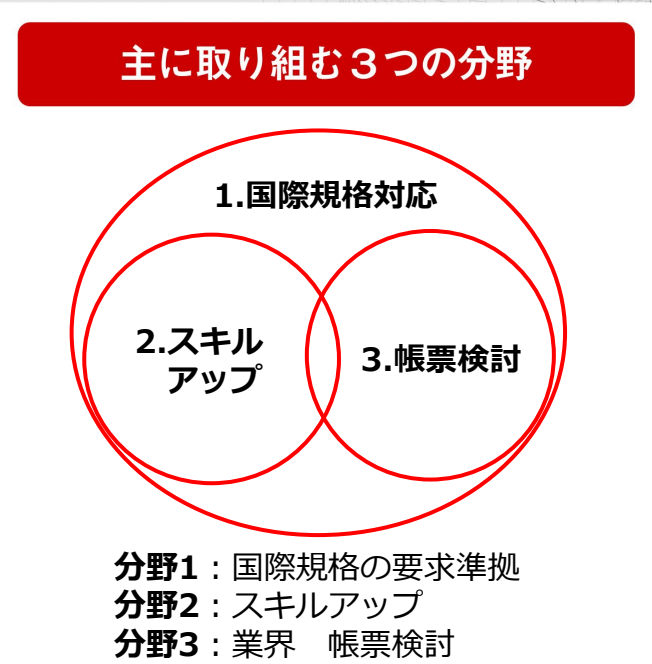 主に取り組む３つの分野
1.国際規格対応
2.スキル
アップ
3.帳票検討
分野1：国際規格の要求準拠
分野2：スキルアップ
分野3：業界　帳票検討